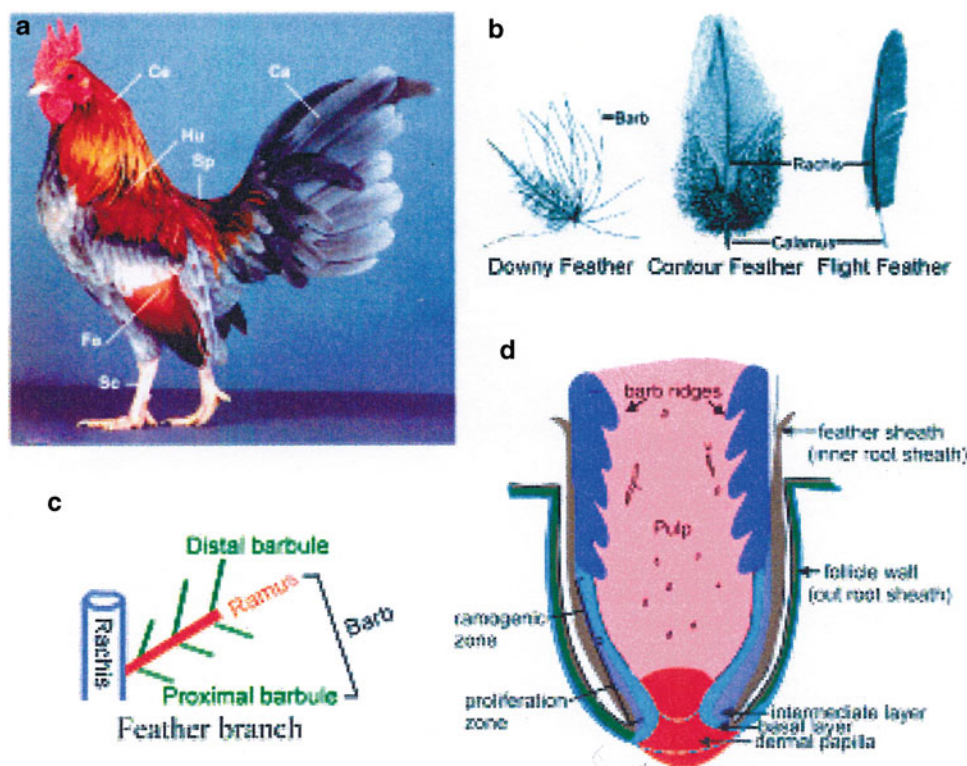 a
Ce
Ca
Hu
Sp
Fe
Sc
b
Barb
Rachis
Calamus
Downy Feather
Contour Feather
Flight Feather
c
Distal barbule
Ramus
Barb
Rachis
Proximal barbule
Feather branch
d
barb ridges
feather sheath
(inner root sheath)
Pulp
follicle wall
(out root sheath)
ramogenic
zone
proliferation
zone
intermediate layer
basal layer
dermal papilla